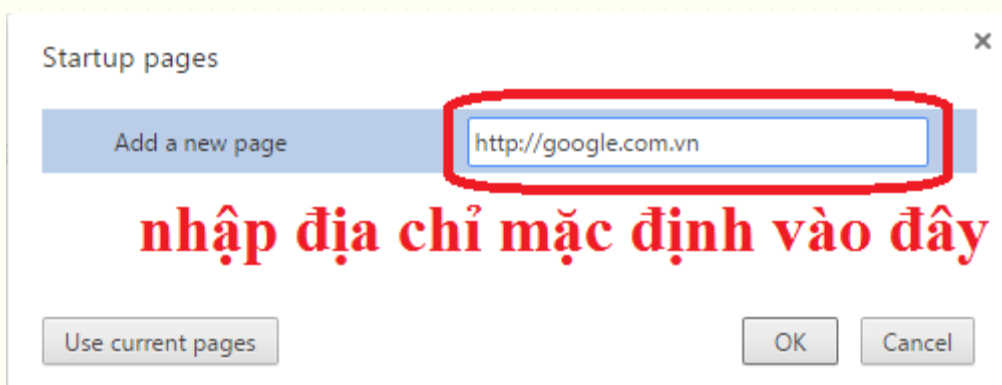 Startup pages
Add a new page http://google.com.vn
nhập địa chỉ mặc định vào đây
Use current pages OK Cancel